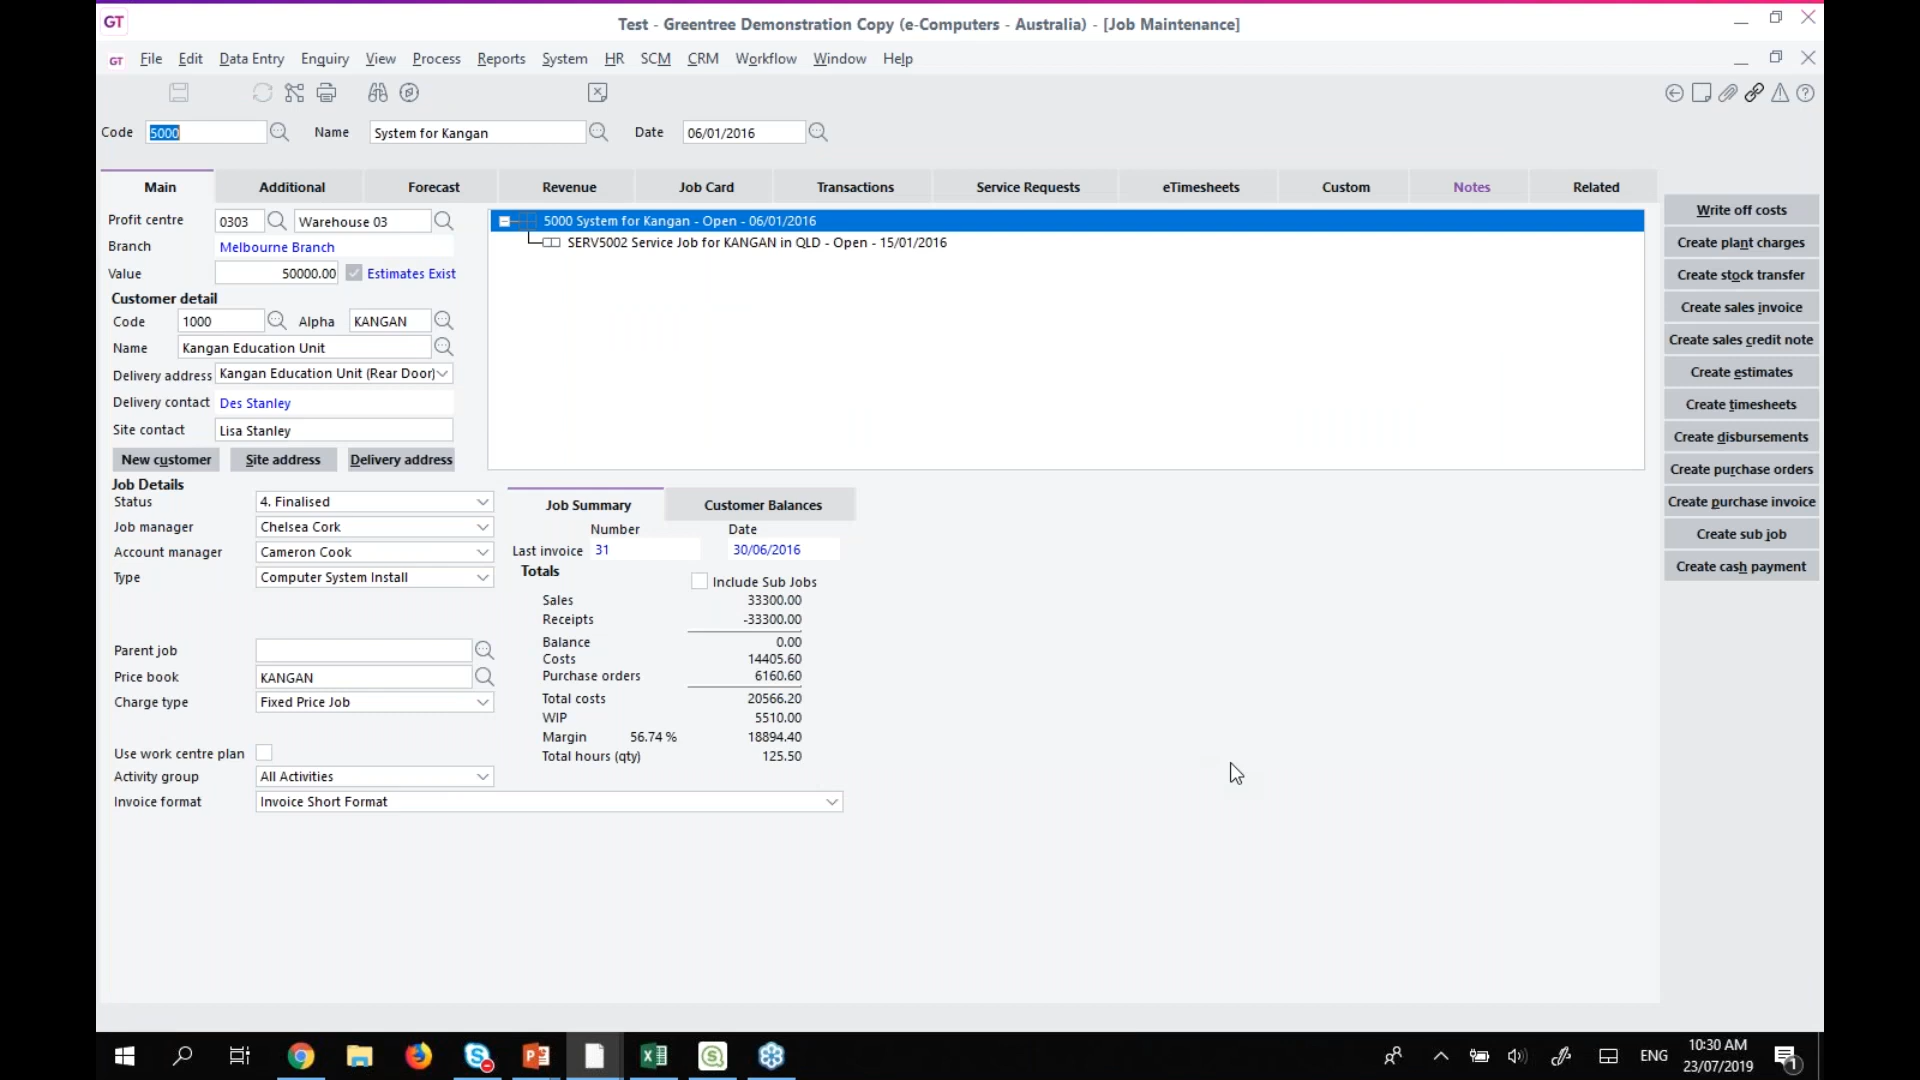 GT
Test - Greentree Demonstration Copy (e-Computers - Australia) - [Job Maintenance]
GT File Edit Data Entry Enquiry View Process Reports System HR SCM CRM Workflow Window Help
Code 5000 Name System for Kangan Date 06/01/2016
Main Additional Forecast Revenue Job Card Transactions Service Requests eTimesheets Custom Notes Related
Profit centre 0303 Warehouse 03
Branch Melbourne Branch
Value 50000.00 Estimates Exist
Customer detail
Code 1000 Alpha KANGAN
Name Kangan Education Unit
Delivery address Kangan Education Unit (Rear Door)
Delivery contact Des Stanley
Site contact Lisa Stanley
New customer Site address Delivery address
5000 System for Kangan - Open - 06/01/2016
SERV5002 Service Job for KANGAN in QLD - Open - 15/01/2016
Write off costs
Create plant charges
Create stock transfer
Create sales invoice
Create sales credit note
Create estimates
Create timesheets
Create disbursements
Create purchase orders
Create purchase invoice
Create sub job
Create cash payment
Job Details
Status 4. Finalised
Job manager Chelsea Cork
Account manager Cameron Cook
Type Computer System Install
Parent job
Price book KANGAN
Charge type Fixed Price Job
Use work centre plan
Activity group All Activities
Invoice format Invoice Short Format
Job Summary Customer Balances
Number Date
Last invoice 31 30/06/2016
Totals
Include Sub Jobs
Sales 33300.00
Receipts -33300.00
Balance 0.00
Costs 14405.60
Purchase orders 6160.60
Total costs 20566.20
WIP 5510.00
Margin 56.74 % 18894.40
Total hours (qty) 125.50
ENG
10:30 AM
23/07/2019
1